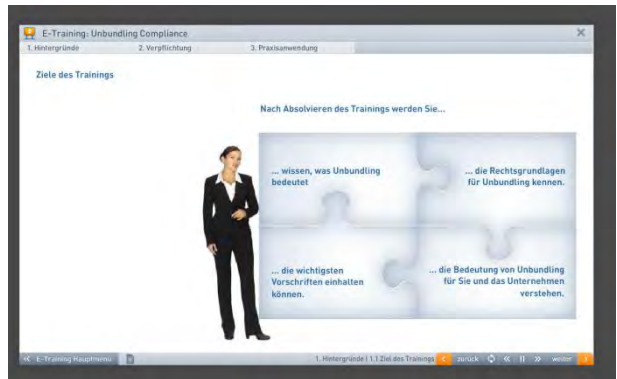 E-Training: Unbundling Compliance
1. Hintergründe
2. Verpflichtung
3. Praxisanwendung
Ziele des Trainings
Nach Absolvieren des Trainings werden Sie...
... wissen, was Unbundling
bedeutet
... die Rechtsgrundlagen
für Unbundling kennen.
... die wichtigsten
Vorschriften einhalten
können.
... die Bedeutung von Unbundling
für Sie und das Unternehmen
verstehen.
E-Training Hauptmenü
1. Hintergründe | 1.1 Ziel des Trainings
zurück
weiter